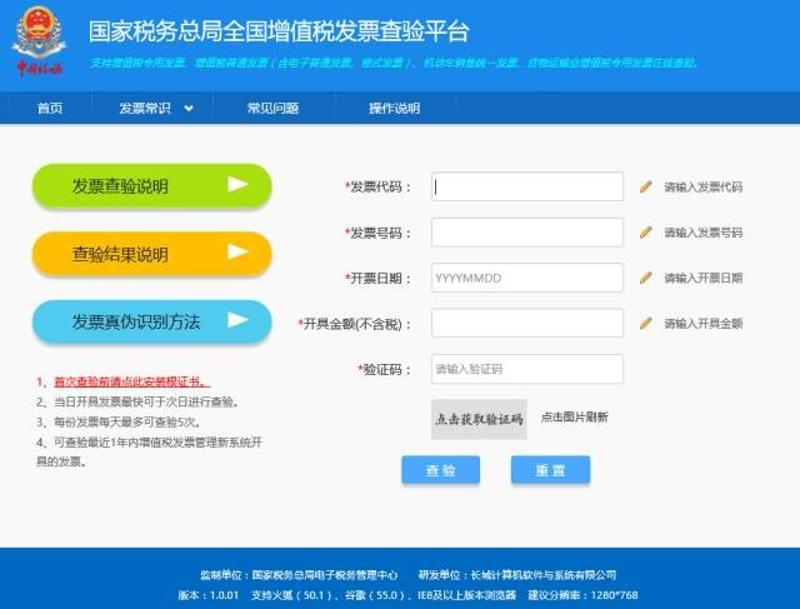 国家税务总局全国增值税发票查验平台
支持增值税专用发票、增值税普通发票（含电子普通发票、卷式发票）、机动车销售统一发票、货物运输业增值税专用发票在线查验。
中国税务
首页 发票常识 常见问题 操作说明
发票查验说明
查验结果说明
发票真伪识别方法
1、首次查验前请点此安装根证书。
2、当日开具发票最快可于次日进行查验。
3、每份发票每天最多可查验5次。
4、可查验最近1年内增值税发票管理新系统开
具的发票。
*发票代码： 请输入发票代码
*发票号码： 请输入发票号码
*开票日期： YYYYMMDD 请输入开票日期
*开具金额(不含税)： 请输入开具金额
*验证码： 请输入验证码
点击获取验证码 点击图片刷新
查验 重置
监制单位：国家税务总局电子税务管理中心 研发单位：长城计算机软件与系统有限公司
版本：1.0.01 支持火狐（50.1）、谷歌（55.0）、IE8及以上版本浏览器 建议分辨率：1280*768